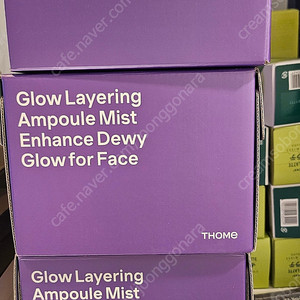 Glow Layering
Ampoule Mist
Enhance Dewy
Glow for Face
THOME
Glow Layering
Ampoule Mist